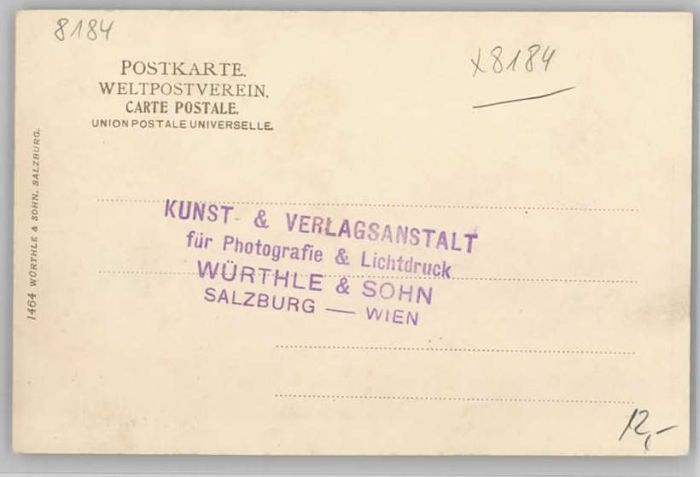 8184
x8184
POSTKARTE.
WELTPOSTVEREIN.
CARTE POSTALE.
UNION POSTALE UNIVERSELLE.
1464 WÜRTHLE & SOHN, SALZBURG.
KUNST- & VERLAGSANSTALT
für Photografie & Lichtdruck
WÜRTHLE & SOHN
SALZBURG — WIEN
12,-